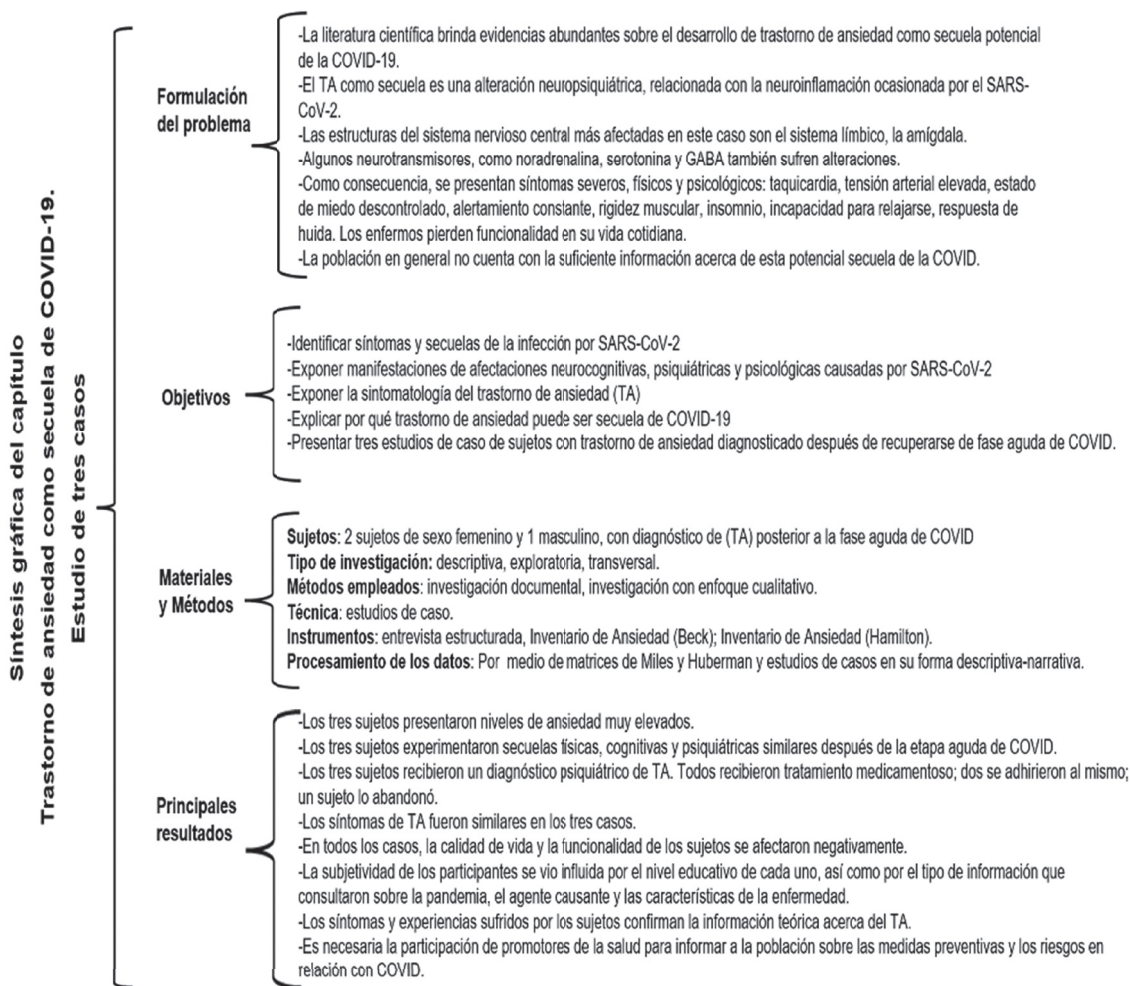 Síntesis gráfica del capítulo
Trastorno de ansiedad como secuela de COVID-19.
Estudio de tres casos
Formulación
del problema
-La literatura científica brinda evidencias abundantes sobre el desarrollo de trastorno de ansiedad como secuela potencial
de la COVID-19.
-El TA como secuela es una alteración neuropsiquiátrica, relacionada con la neuroinflamación ocasionada por el SARS-
CoV-2.
-Las estructuras del sistema nervioso central más afectadas en este caso son el sistema límbico, la amígdala.
-Algunos neurotransmisores, como noradrenalina, serotonina y GABA también sufren alteraciones.
-Como consecuencia, se presentan síntomas severos, físicos y psicológicos: taquicardia, tensión arterial elevada, estado
de miedo descontrolado, alertamiento constante, rigidez muscular, insomnio, incapacidad para relajarse, respuesta de
huida. Los enfermos pierden funcionalidad en su vida cotidiana.
-La población en general no cuenta con la suficiente información acerca de esta potencial secuela de la COVID.
Objetivos
-Identificar síntomas y secuelas de la infección por SARS-CoV-2
-Exponer manifestaciones de afectaciones neurocognitivas, psiquiátricas y psicológicas causadas por SARS-CoV-2
-Exponer la sintomatología del trastorno de ansiedad (TA)
-Explicar por qué trastorno de ansiedad puede ser secuela de COVID-19
-Presentar tres estudios de caso de sujetos con trastorno de ansiedad diagnosticado después de recuperarse de fase aguda de COVID.
Materiales
y Métodos
Sujetos: 2 sujetos de sexo femenino y 1 masculino, con diagnóstico de (TA) posterior a la fase aguda de COVID
Tipo de investigación: descriptiva, exploratoria, transversal.
Métodos empleados: investigación documental, investigación con enfoque cualitativo.
Técnica: estudios de caso.
Instrumentos: entrevista estructurada, Inventario de Ansiedad (Beck); Inventario de Ansiedad (Hamilton).
Procesamiento de los datos: Por medio de matrices de Miles y Huberman y estudios de casos en su forma descriptiva-narrativa.
Principales
resultados
-Los tres sujetos presentaron niveles de ansiedad muy elevados.
-Los tres sujetos experimentaron secuelas físicas, cognitivas y psiquiátricas similares después de la etapa aguda de COVID.
-Los tres sujetos recibieron un diagnóstico psiquiátrico de TA. Todos recibieron tratamiento medicamentoso; dos se adhirieron al mismo;
un sujeto lo abandonó.
-Los síntomas de TA fueron similares en los tres casos.
-En todos los casos, la calidad de vida y la funcionalidad de los sujetos se afectaron negativamente.
-La subjetividad de los participantes se vio influida por el nivel educativo de cada uno, así como por el tipo de información que
consultaron sobre la pandemia, el agente causante y las características de la enfermedad.
-Los síntomas y experiencias sufridos por los sujetos confirman la información teórica acerca del TA.
-Es necesaria la participación de promotores de la salud para informar a la población sobre las medidas preventivas y los riesgos en
relación con COVID.